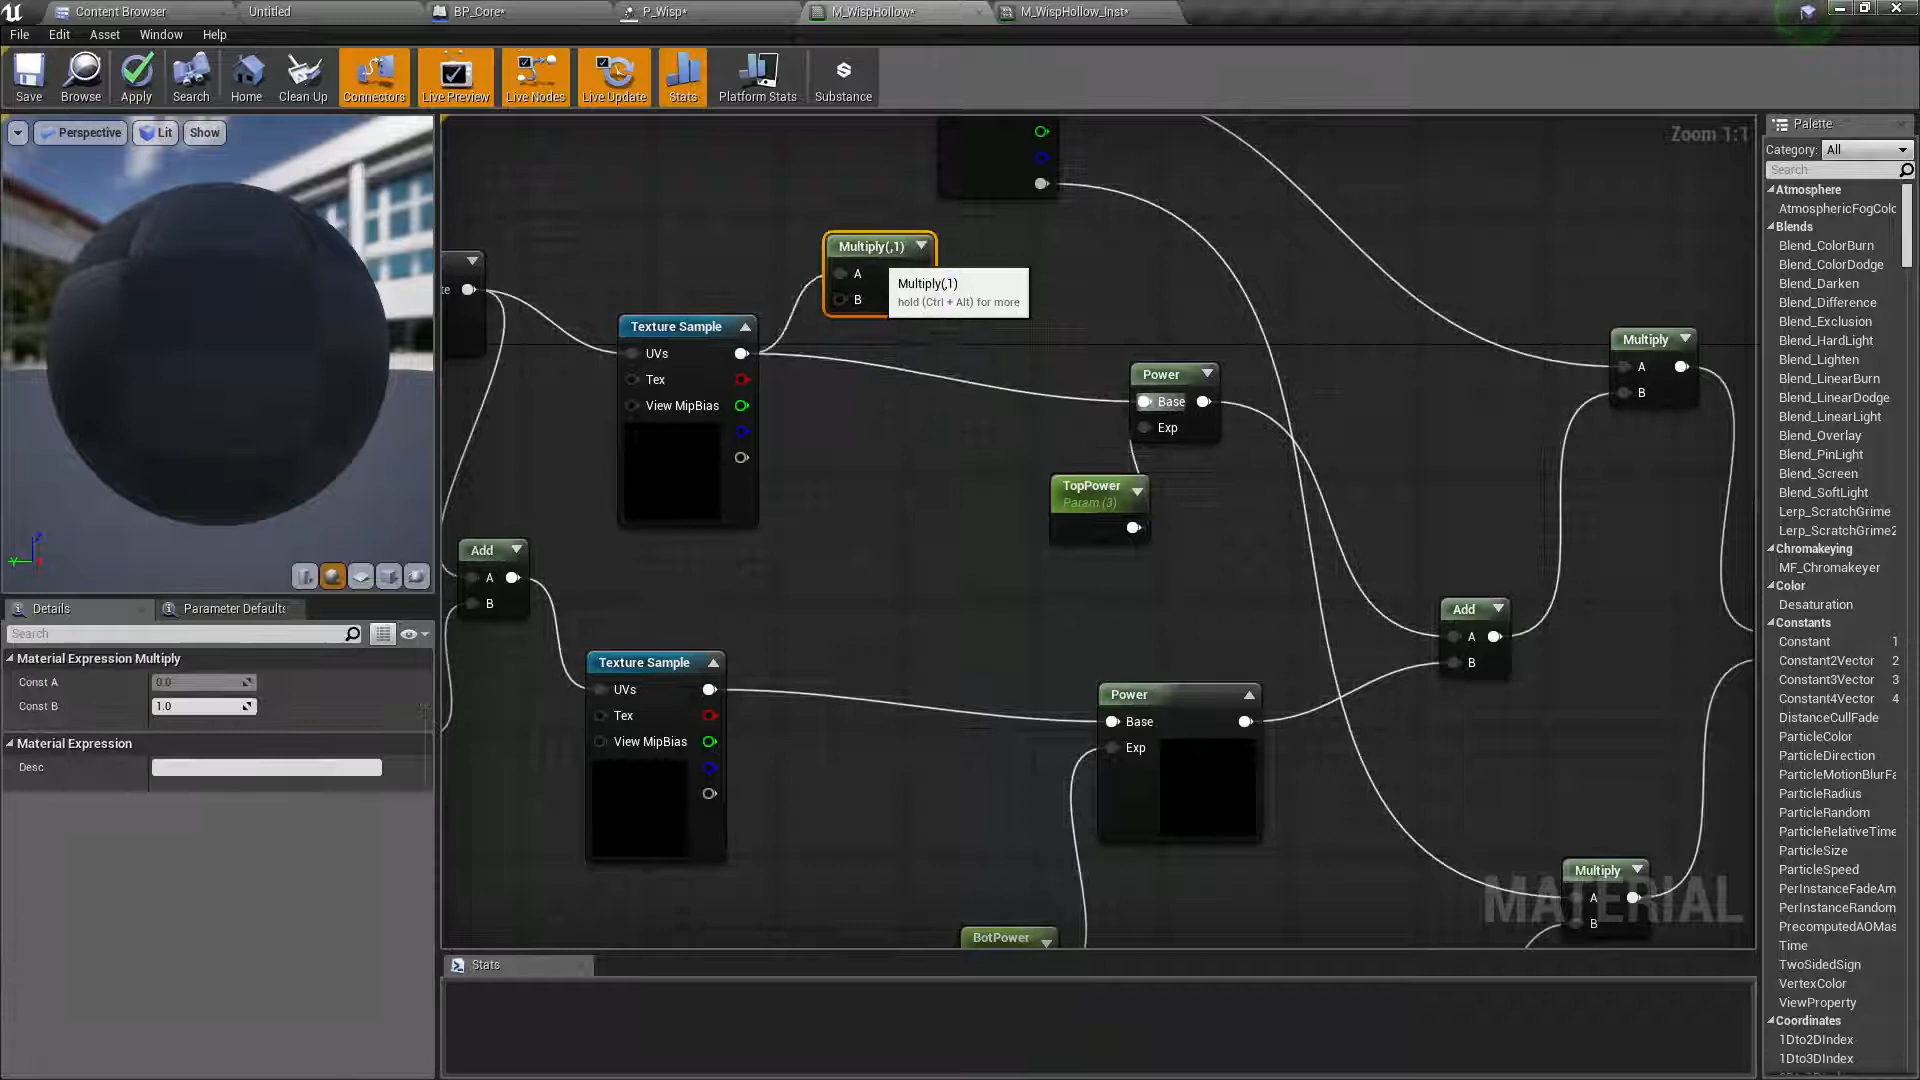 Content Browser
Untitled
BP_Core*
P_Wisp*
M_WispHollow*
M_WispHollow_Inst*
File Edit Asset Window Help
Save
Browse
Apply
Search
Home
Clean Up
Connectors
Live Preview
Live Nodes
Live Update
Stats
Platform Stats
Substance
Perspective
Lit
Show
Details
Parameter Defaults
Search
Material Expression Multiply
Const A 0.0
Const B 1.0
Material Expression
Desc
Zoom 1:1
Multiply(,1)
A
B
Multiply(,1)
hold (Ctrl + Alt) for more
te
Texture Sample
UVs
Tex
View MipBias
Power
Base
Exp
TopPower
Param (3)
Multiply
A
B
Add
A
B
Texture Sample
UVs
Tex
View MipBias
Power
Base
Exp
Add
A
B
Multiply
A
B
BotPower
MATERIAL
Stats
Palette
Category: All
Search
Atmosphere
AtmosphericFogColo
Blends
Blend_ColorBurn
Blend_ColorDodge
Blend_Darken
Blend_Difference
Blend_Exclusion
Blend_HardLight
Blend_Lighten
Blend_LinearBurn
Blend_LinearDodge
Blend_LinearLight
Blend_Overlay
Blend_PinLight
Blend_Screen
Blend_SoftLight
Lerp_ScratchGrime
Lerp_ScratchGrime2
Chromakeying
MF_Chromakeyer
Color
Desaturation
Constants
Constant 1
Constant2Vector 2
Constant3Vector 3
Constant4Vector 4
DistanceCullFade
ParticleColor
ParticleDirection
ParticleMotionBlurFa
ParticleRadius
ParticleRandom
ParticleRelativeTime
ParticleSize
ParticleSpeed
PerInstanceFadeAm
PerInstanceRandom
PrecomputedAOMas
Time
TwoSidedSign
VertexColor
ViewProperty
Coordinates
1Dto2DIndex
1Dto3DIndex